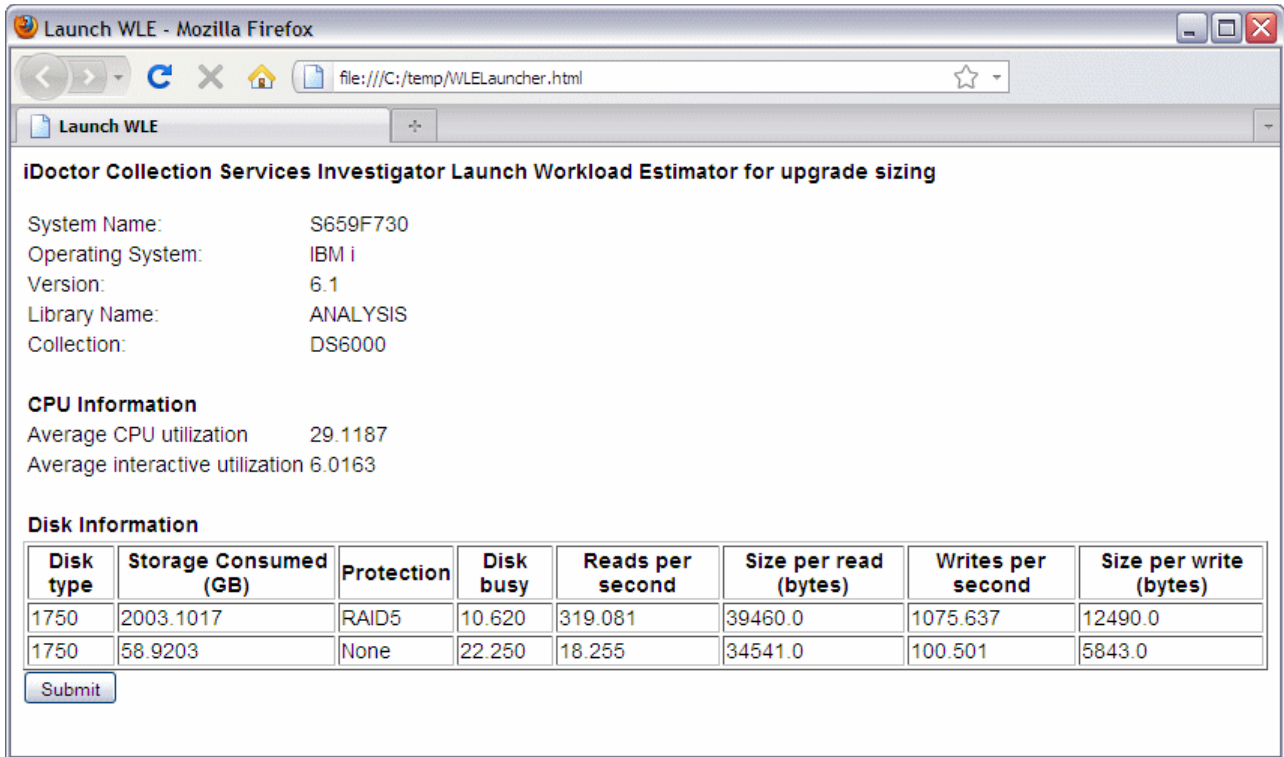 Launch WLE - Mozilla Firefox
file:///C:/temp/WLELauncher.html
Launch WLE
iDoctor Collection Services Investigator Launch Workload Estimator for upgrade sizing
System Name: S659F730
Operating System: IBM i
Version: 6.1
Library Name: ANALYSIS
Collection: DS6000
CPU Information
Average CPU utilization 29.1187
Average interactive utilization 6.0163
Disk Information
Disk type Storage Consumed (GB) Protection Disk busy Reads per second Size per read (bytes) Writes per second Size per write (bytes)
1750 2003.1017 RAID5 10.620 319.081 39460.0 1075.637 12490.0
1750 58.9203 None 22.250 18.255 34541.0 100.501 5843.0
Submit